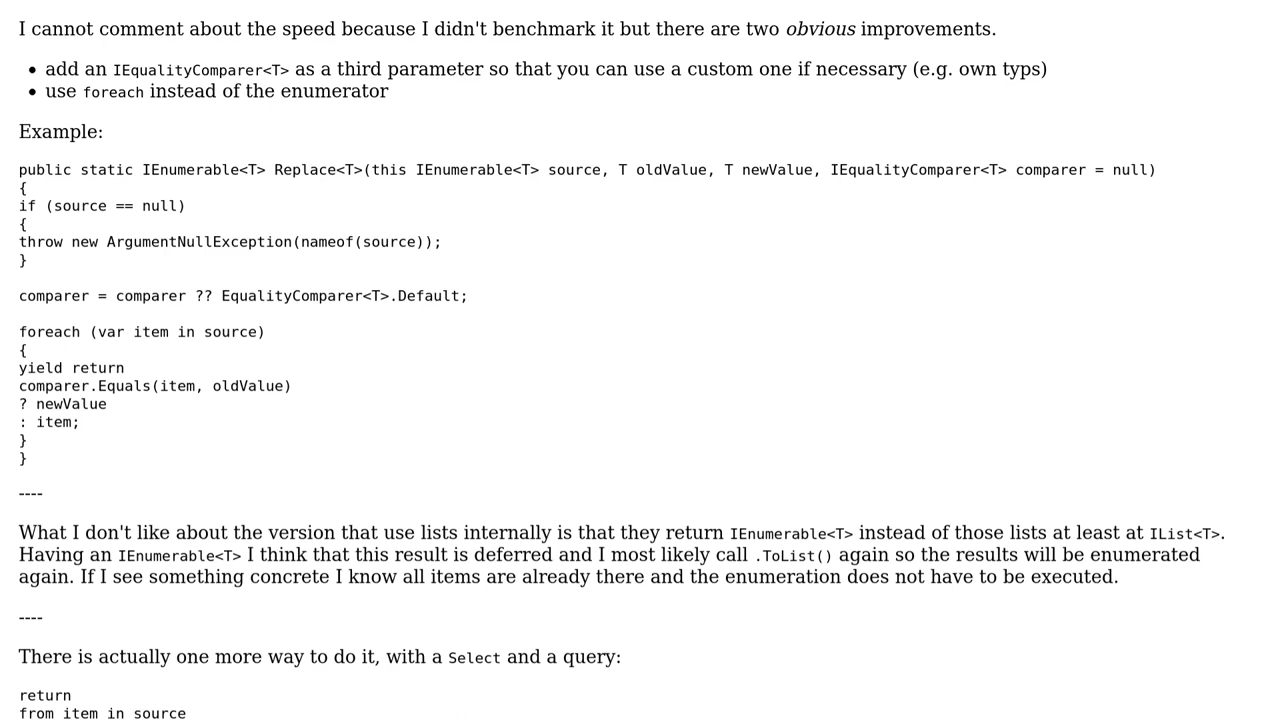 I cannot comment about the speed because I didn't benchmark it but there are two obvious improvements.
• add an IEqualityComparer<T> as a third parameter so that you can use a custom one if necessary (e.g. own typs)
• use foreach instead of the enumerator
Example:
public static IEnumerable<T> Replace<T>(this IEnumerable<T> source, T oldValue, T newValue, IEqualityComparer<T> comparer = null)
{
if (source == null)
{
throw new ArgumentNullException(nameof(source));
}
comparer = comparer ?? EqualityComparer<T>.Default;
foreach (var item in source)
{
yield return
comparer.Equals(item, oldValue)
? newValue
: item;
}
}
----
What I don't like about the version that use lists internally is that they return IEnumerable<T> instead of those lists at least at IList<T>.
Having an IEnumerable<T> I think that this result is deferred and I most likely call .ToList() again so the results will be enumerated
again. If I see something concrete I know all items are already there and the enumeration does not have to be executed.
----
There is actually one more way to do it, with a Select and a query:
return
from item in source